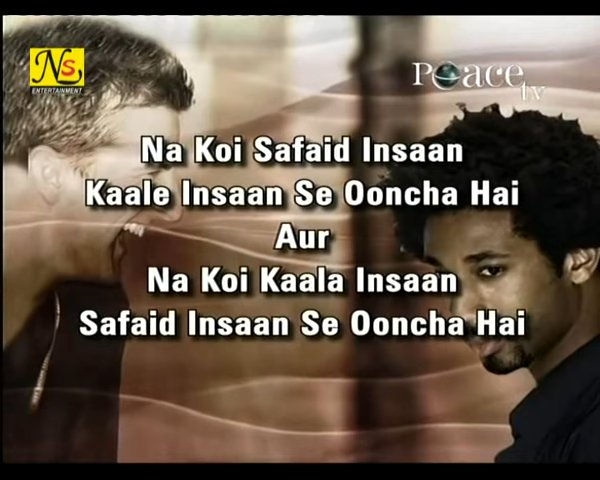 Ns
ENTERTAINMENT
Peace
tv
Na Koi Safaid Insaan
Kaale Insaan Se Ooncha Hai
Aur
Na Koi Kaala Insaan
Safaid Insaan Se Ooncha Hai